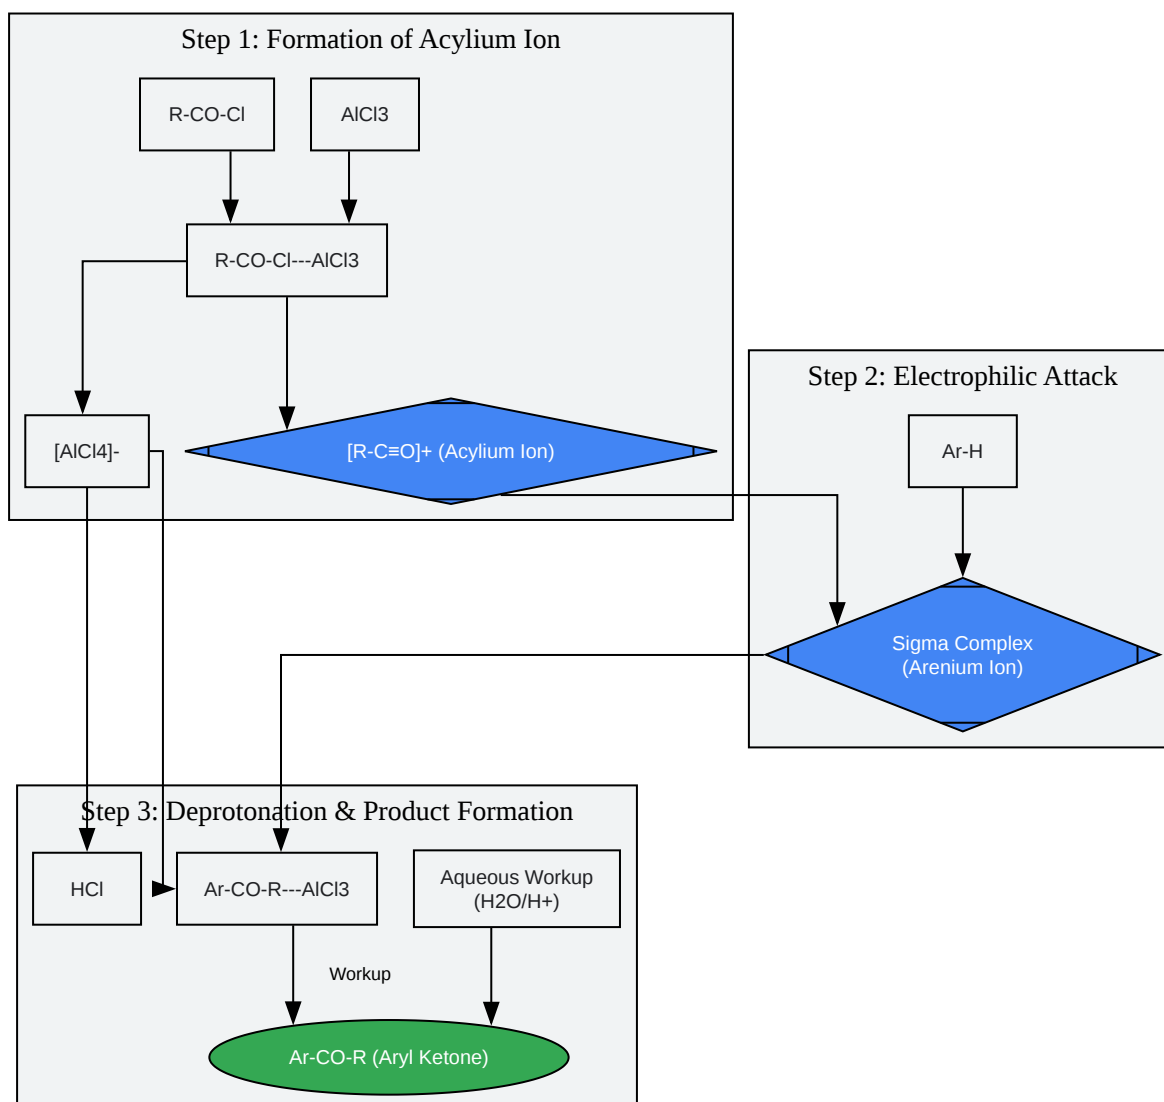 Step 1: Formation of Acylium Ion
R-CO-Cl
AlCl3
R-CO-Cl---AlCl3
[AlCl4]-
[R-C≡O]+ (Acylium Ion)
Step 2: Electrophilic Attack
Ar-H
Sigma Complex
(Arenium Ion)
Step 3: Deprotonation & Product Formation
HCl
Ar-CO-R---AlCl3
Aqueous Workup
(H2O/H+)
Workup
Ar-CO-R (Aryl Ketone)